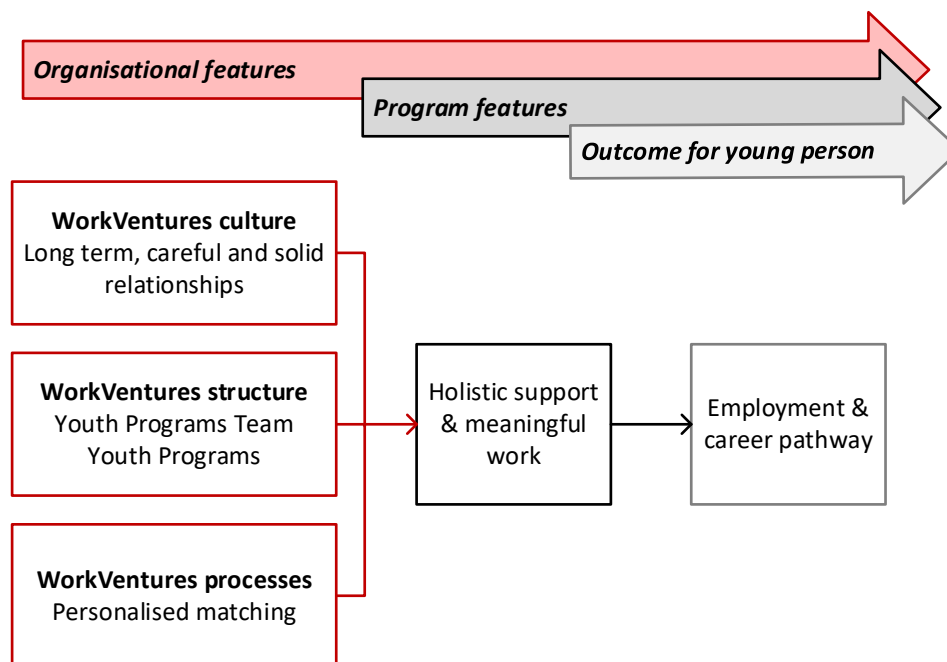 Organisational features
Program features
Outcome for young person
WorkVentures culture
Long term, careful and solid
relationships
WorkVentures structure
Youth Programs Team
Youth Programs
WorkVentures processes
Personalised matching
Holistic support
& meaningful
work
Employment &
career pathway